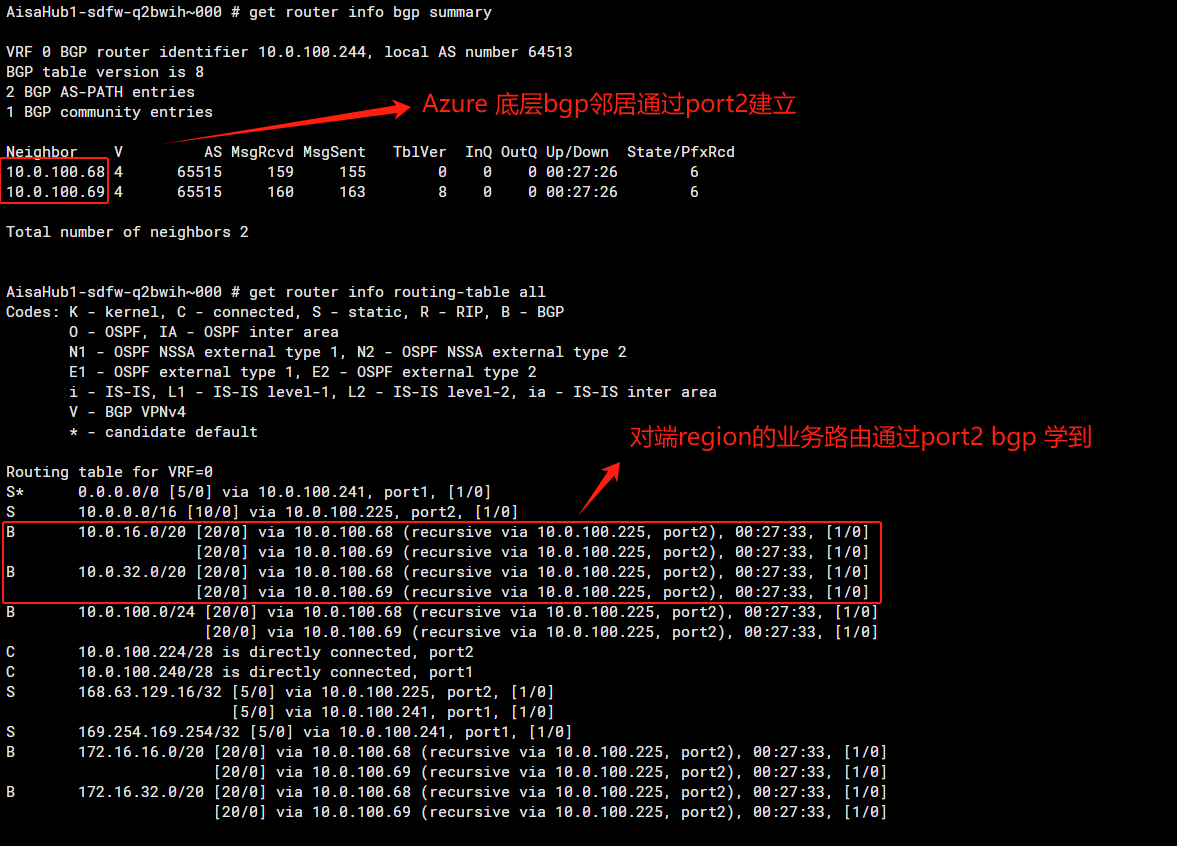 AisaHub1-sdfw-q2bwih~000 # get router info bgp summary
VRF 0 BGP router identifier 10.0.100.244, local AS number 64513
BGP table version is 8
2 BGP AS-PATH entries
1 BGP community entries
Azure 底层bgp邻居通过port2建立
Neighbor V AS MsgRcvd MsgSent TblVer InQ OutQ Up/Down State/PfxRcd
10.0.100.68 4 65515 159 155 0 0 0 00:27:26 6
10.0.100.69 4 65515 160 163 8 0 0 00:27:26 6
Total number of neighbors 2
AisaHub1-sdfw-q2bwih~000 # get router info routing-table all
Codes: K - kernel, C - connected, S - static, R - RIP, B - BGP
O - OSPF, IA - OSPF inter area
N1 - OSPF NSSA external type 1, N2 - OSPF NSSA external type 2
E1 - OSPF external type 1, E2 - OSPF external type 2
i - IS-IS, L1 - IS-IS level-1, L2 - IS-IS level-2, ia - IS-IS inter area
V - BGP VPNv4
* - candidate default
对端region的业务路由通过port2 bgp 学到
Routing table for VRF=0
S* 0.0.0.0/0 [5/0] via 10.0.100.241, port1, [1/0]
S 10.0.0.0/16 [10/0] via 10.0.100.225, port2, [1/0]
B 10.0.16.0/20 [20/0] via 10.0.100.68 (recursive via 10.0.100.225, port2), 00:27:33, [1/0]
[20/0] via 10.0.100.69 (recursive via 10.0.100.225, port2), 00:27:33, [1/0]
B 10.0.32.0/20 [20/0] via 10.0.100.68 (recursive via 10.0.100.225, port2), 00:27:33, [1/0]
[20/0] via 10.0.100.69 (recursive via 10.0.100.225, port2), 00:27:33, [1/0]
B 10.0.100.0/24 [20/0] via 10.0.100.68 (recursive via 10.0.100.225, port2), 00:27:33, [1/0]
[20/0] via 10.0.100.69 (recursive via 10.0.100.225, port2), 00:27:33, [1/0]
C 10.0.100.224/28 is directly connected, port2
C 10.0.100.240/28 is directly connected, port1
S 168.63.129.16/32 [5/0] via 10.0.100.225, port2, [1/0]
[5/0] via 10.0.100.241, port1, [1/0]
S 169.254.169.254/32 [5/0] via 10.0.100.241, port1, [1/0]
B 172.16.16.0/20 [20/0] via 10.0.100.68 (recursive via 10.0.100.225, port2), 00:27:33, [1/0]
[20/0] via 10.0.100.69 (recursive via 10.0.100.225, port2), 00:27:33, [1/0]
B 172.16.32.0/20 [20/0] via 10.0.100.68 (recursive via 10.0.100.225, port2), 00:27:33, [1/0]
[20/0] via 10.0.100.69 (recursive via 10.0.100.225, port2), 00:27:33, [1/0]